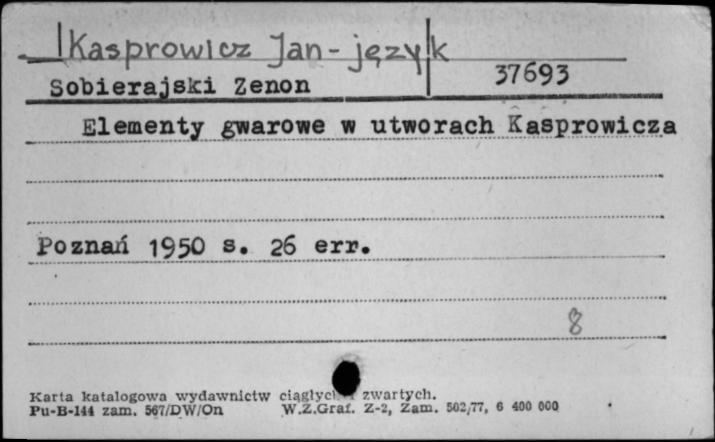 Kasprowicz Jan - język
37693
Sobierajski Zenon
Elementy gwarowe w utworach Kasprowicza
Poznań 1950 s. 26 err.
8
Karta katalogowa wydawnictw ciągłych i zwartych.
Pu-B-144 zam. 567/DW/On W.Z.Graf. Z-2, Zam. 502/77, 6 400 000